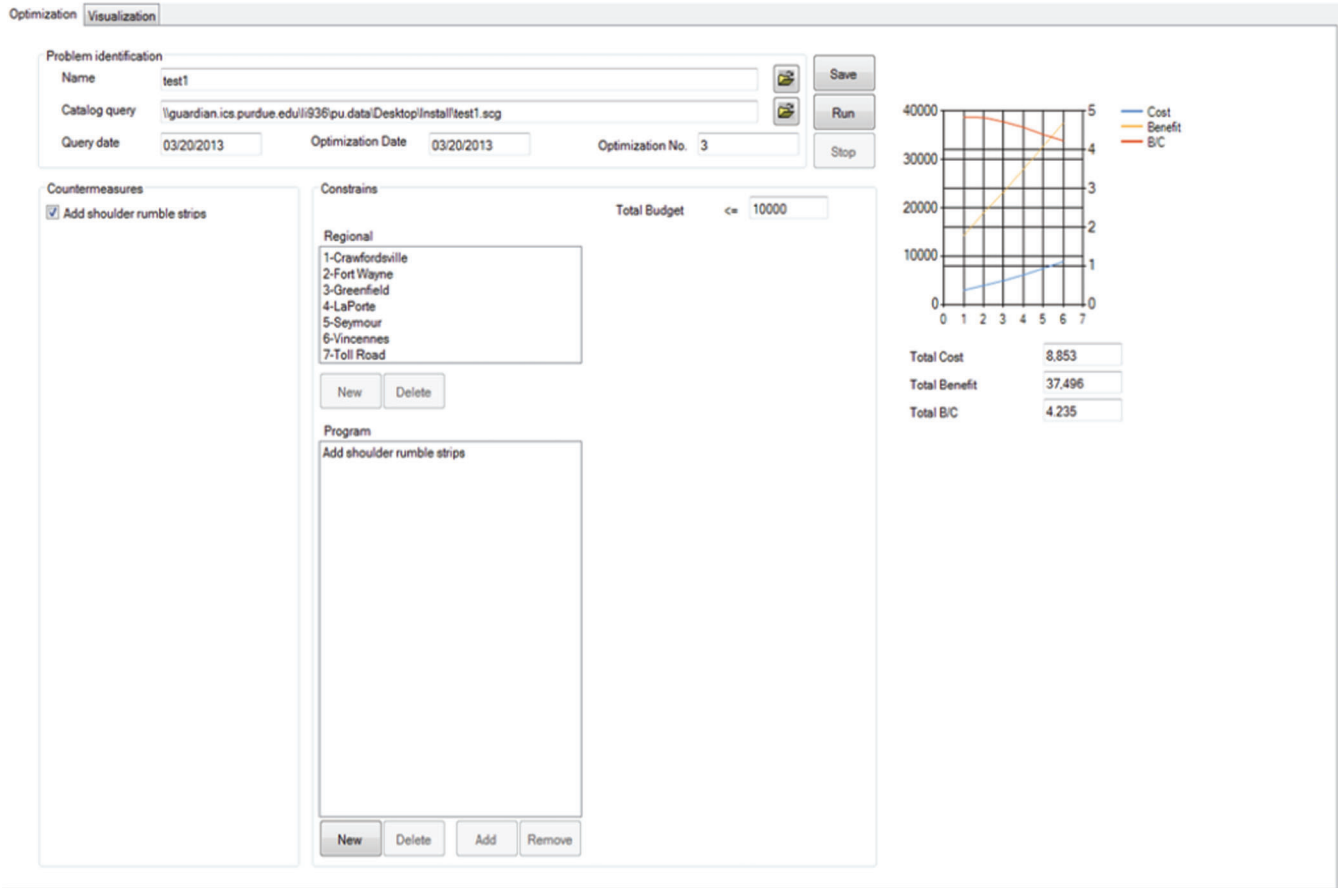 Optimization Visualization
Problem identification
Name test1
Save
Catalog query \\guardian.ics.purdue.edu\li936\pu.data\Desktop\Install\test1.scg
Run
Query date 03/20/2013 Optimization Date 03/20/2013 Optimization No. 3
Stop
Countermeasures
Add shoulder rumble strips
Constrains
Total Budget <= 10000
Regional
1-Crawfordsville
2-Fort Wayne
3-Greenfield
4-LaPorte
5-Seymour
6-Vincennes
7-Toll Road
New Delete
Program
Add shoulder rumble strips
New Delete Add Remove
40000 5
30000 4
3
20000
2
10000
1
0 0
0 1 2 3 4 5 6 7
Cost
Benefit
B/C
Total Cost 8,853
Total Benefit 37,496
Total B/C 4.235